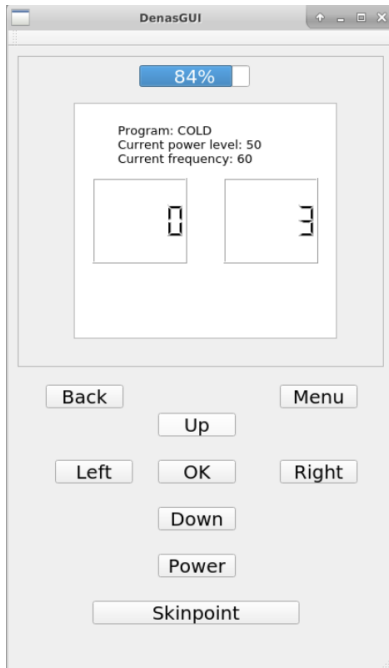 DenasGUI
84%
Program: COLD
Current power level: 50
Current frequency: 60
0 3
Back Menu
Up
Left OK Right
Down
Power
Skinpoint